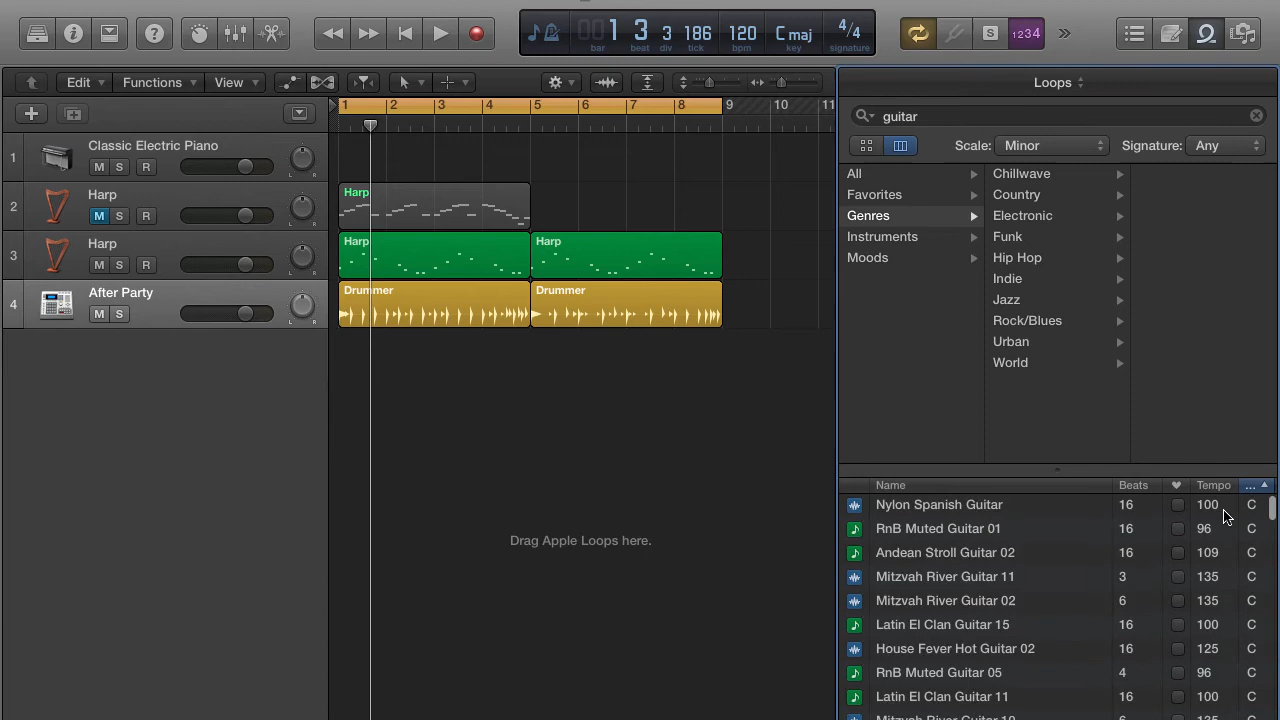 1 3 3 186 120 C maj 4/4
bar beat div tick bpm key signature
S 1234
Edit Functions View
Loops
1 2 3 4 5 6 7 8 9 10 11
guitar
Scale: Minor Signature: Any
1 Classic Electric Piano
M S R
2 Harp
M S R
3 Harp
M S R
4 After Party
M S
L R
L R
L R
L R
Harp
Harp Harp
Drummer Drummer
Drag Apple Loops here.
All
Favorites
Genres
Instruments
Moods
Chillwave
Country
Electronic
Funk
Hip Hop
Indie
Jazz
Rock/Blues
Urban
World
Name Beats Tempo ...
Nylon Spanish Guitar 16 100 C
RnB Muted Guitar 01 16 96 C
Andean Stroll Guitar 02 16 109 C
Mitzvah River Guitar 11 3 135 C
Mitzvah River Guitar 02 6 135 C
Latin El Clan Guitar 15 16 100 C
House Fever Hot Guitar 02 16 125 C
RnB Muted Guitar 05 4 96 C
Latin El Clan Guitar 11 16 100 C
Mitzvah River Guitar 10 6 135 C